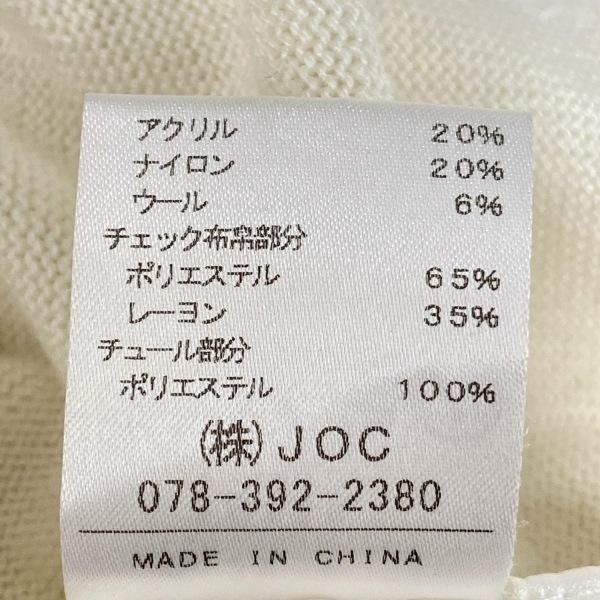 アクリル 20%
ナイロン 20%
ウール 6%
チェック布帛部分
ポリエステル 65%
レーヨン 35%
チュール部分
ポリエステル 100%
(株)JOC
078-392-2380
MADE IN CHINA